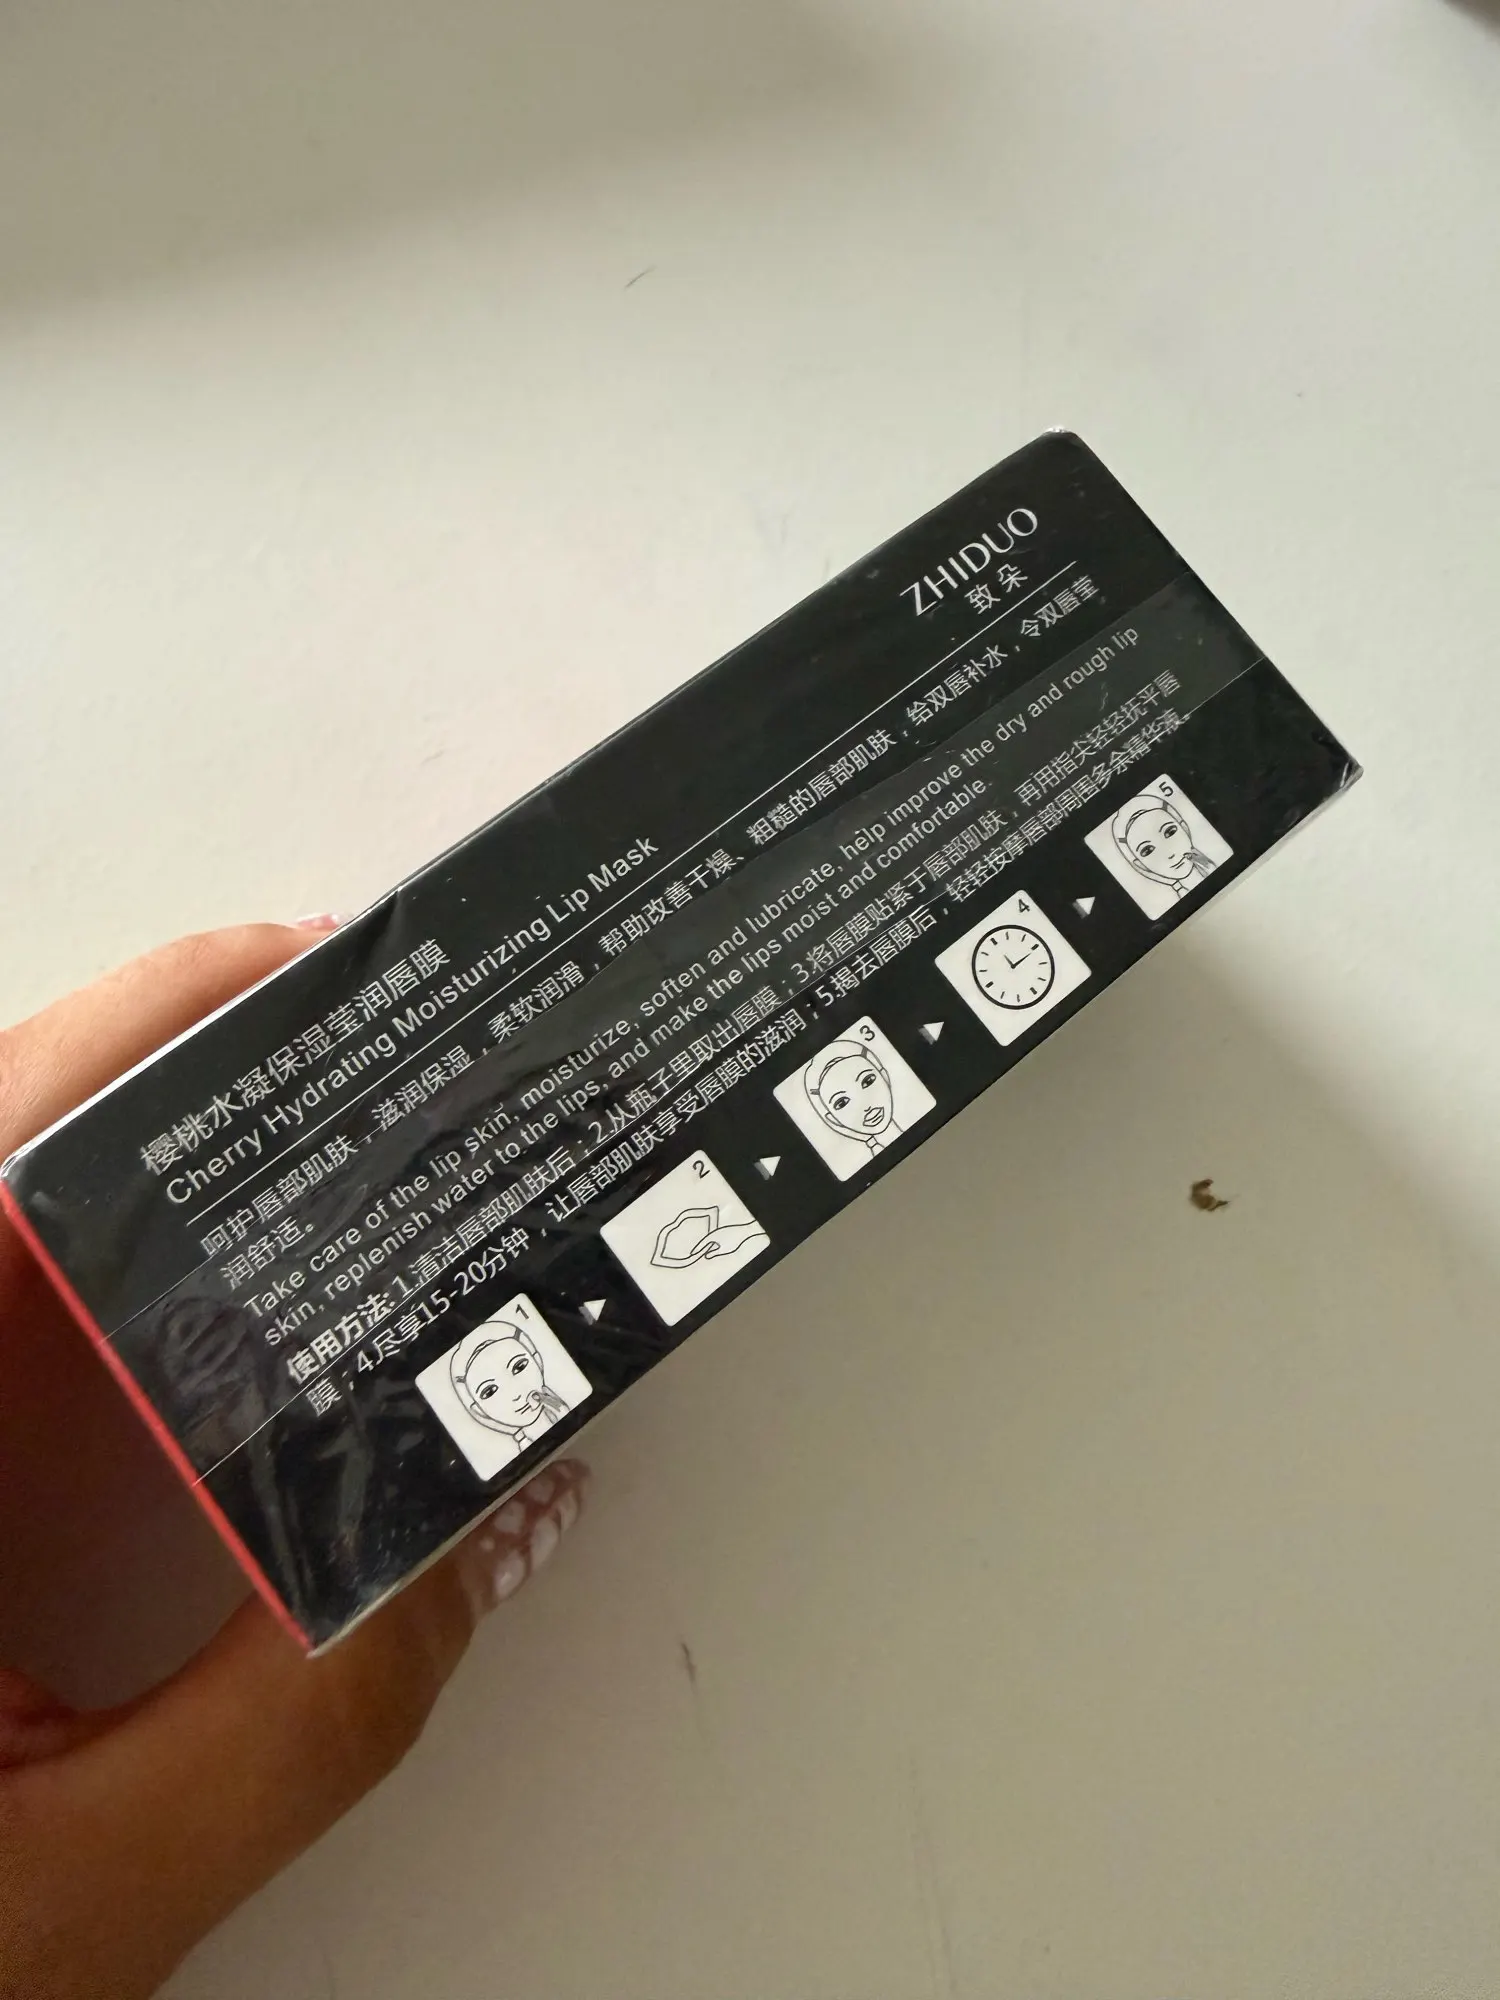 ZHIDUO
致朵
樱桃水凝保湿莹润唇膜
Cherry Hydrating Moisturizing Lip Mask
呵护唇部肌肤，滋润保湿，柔软润滑，帮助改善干燥、粗糙的唇部肌肤，给双唇补水，令双唇莹
润舒适。
Take care of the lip skin, moisturize, soften and lubricate, help improve the dry and rough lip
skin, replenish water to the lips, and make the lips moist and comfortable.
使用方法: 1.清洁唇部肌肤后；2.从瓶子里取出唇膜；3.将唇膜贴紧于唇部肌肤，再用指尖轻轻抚平唇
膜；4.尽享15-20分钟，让唇部肌肤享受唇膜的滋润；5.揭去唇膜后，轻轻按摩唇部周围多余精华液。
1
2
3
4
5